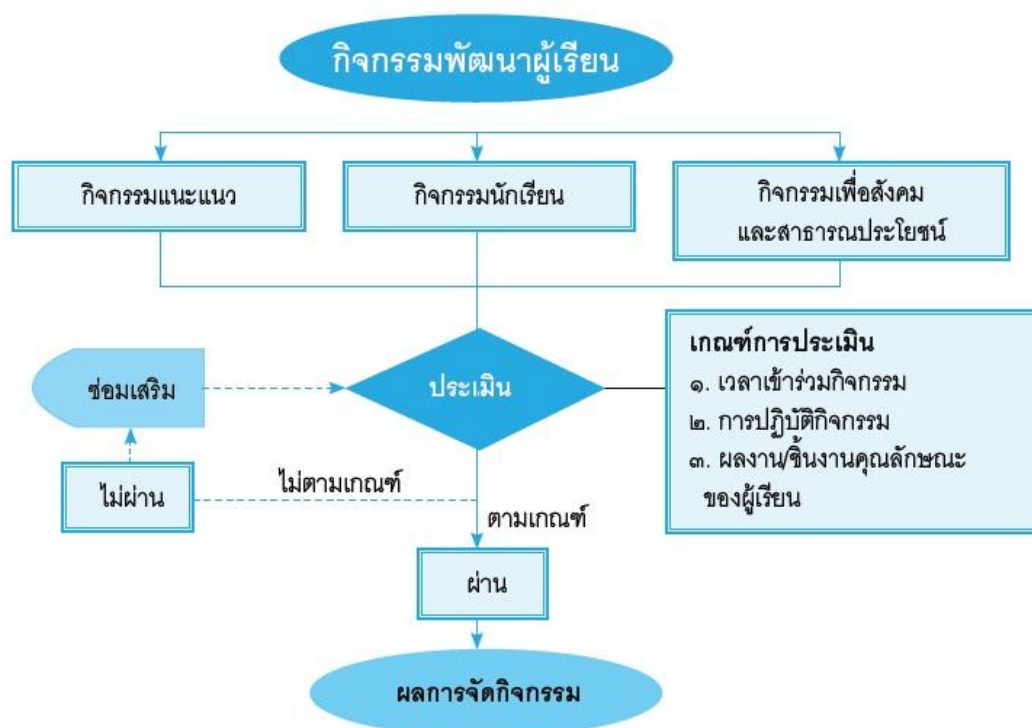 กิจกรรมพัฒนาผู้เรียน
กิจกรรมแนะแนว
กิจกรรมนักเรียน
กิจกรรมเพื่อสังคม
และสาธารณประโยชน์
ซ่อมเสริม
ประเมิน
เกณฑ์การประเมิน
๑. เวลาเข้าร่วมกิจกรรม
๒. การปฏิบัติกิจกรรม
๓. ผลงาน/ชิ้นงานคุณลักษณะ
ของผู้เรียน
ไม่ผ่าน
ไม่ตามเกณฑ์
ตามเกณฑ์
ผ่าน
ผลการจัดกิจกรรม